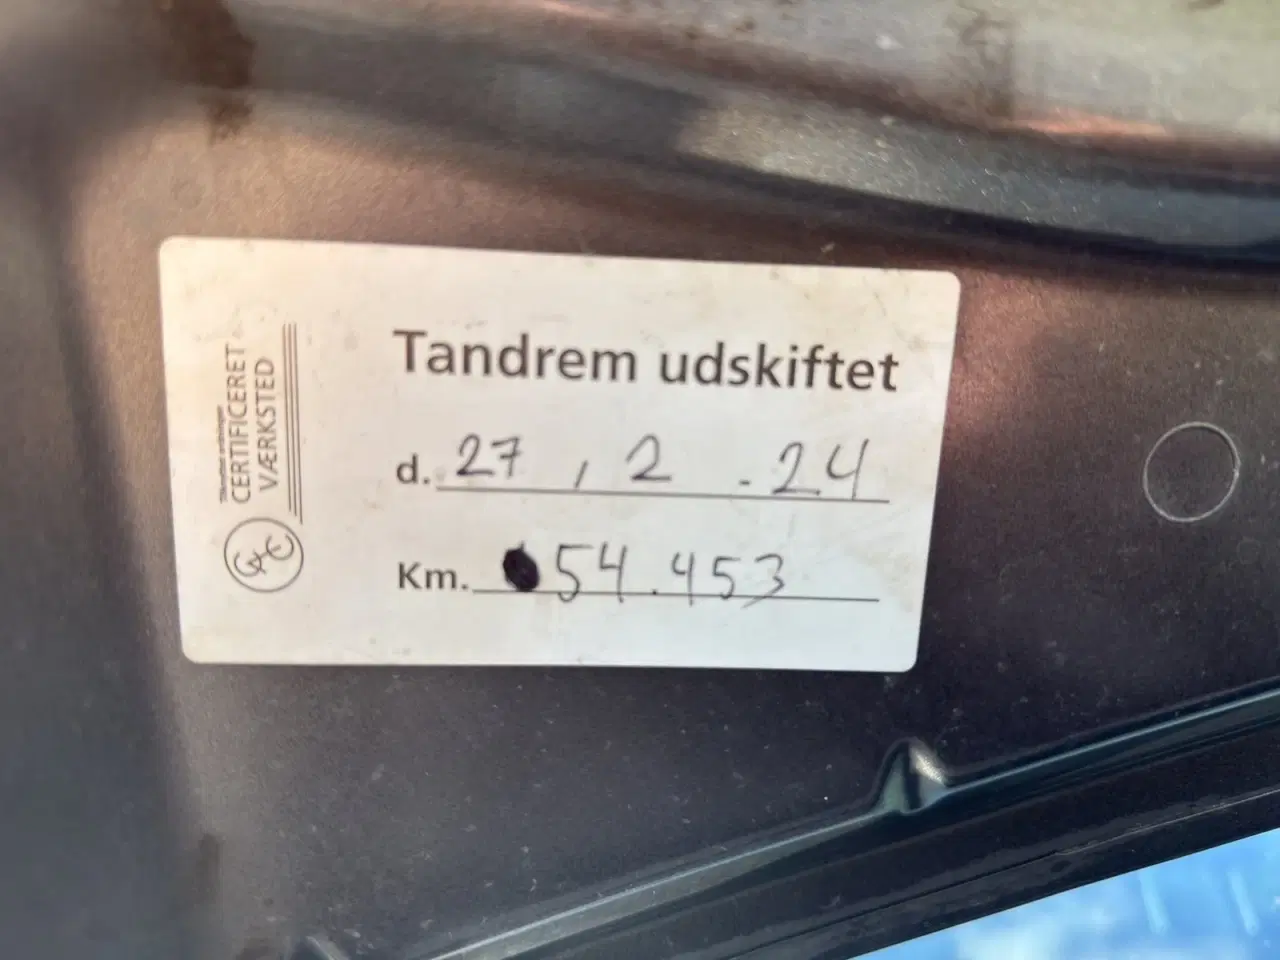 Tandrem udskiftet
d. 27 , 2 . 24
Km. 54.453
CERTIFICERET
VÆRKSTED